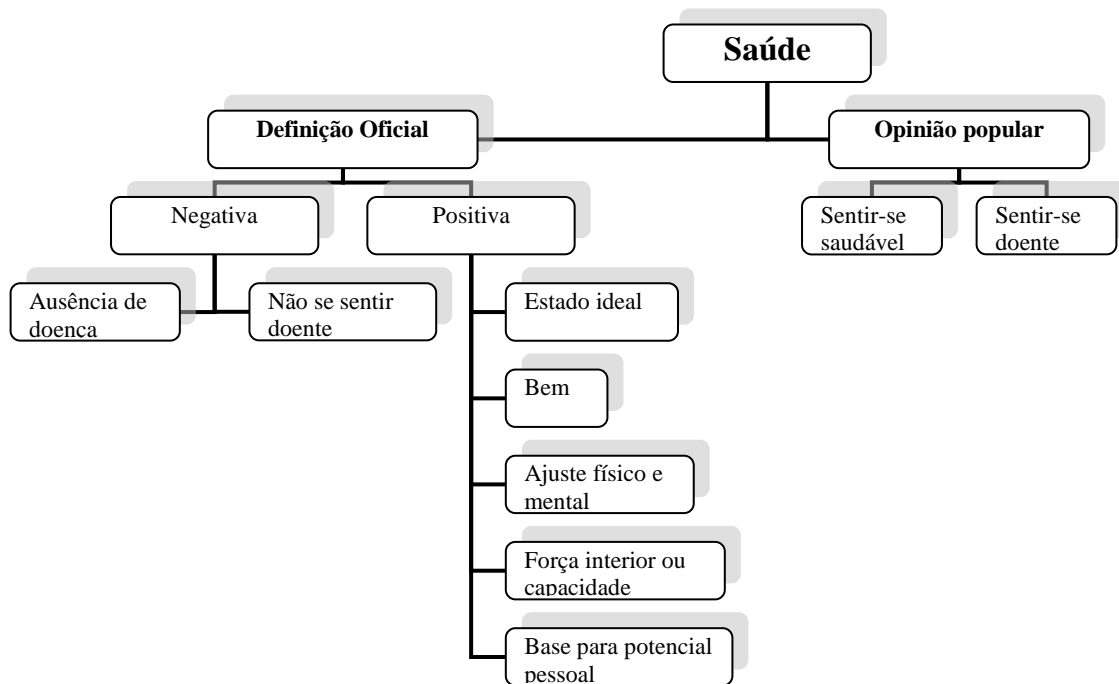 Saúde
Definição Oficial
Opinião popular
Negativa
Positiva
Sentir-se
saudável
Sentir-se
doente
Ausência de
doenca
Não se sentir
doente
Estado ideal
Bem
Ajuste físico e
mental
Força interior ou
capacidade
Base para potencial
pessoal